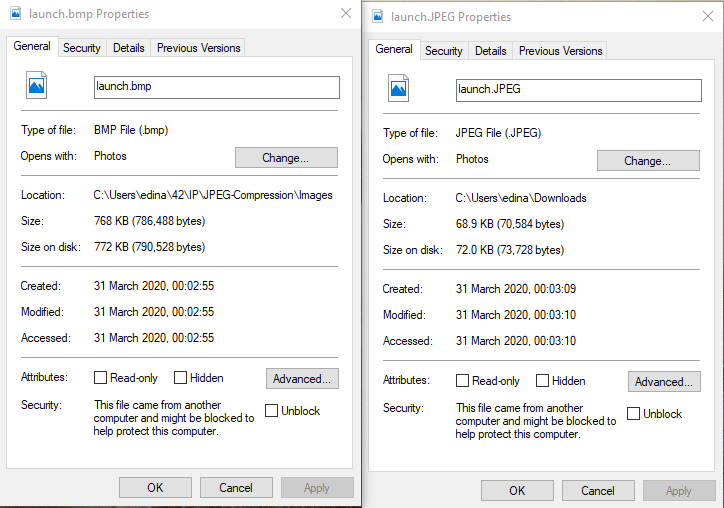 launch.bmp Properties
General Security Details Previous Versions
launch.bmp
Type of file: BMP File (.bmp)
Opens with: Photos Change...
Location: C:\Users\edina\42\IP\JPEG-Compression\Images
Size: 768 KB (786,488 bytes)
Size on disk: 772 KB (790,528 bytes)
Created: 31 March 2020, 00:02:55
Modified: 31 March 2020, 00:02:55
Accessed: 31 March 2020, 00:02:55
Attributes: Read-only Hidden Advanced...
Security: This file came from another
computer and might be blocked to
help protect this computer.
Unblock
OK Cancel Apply
launch.JPEG Properties
General Security Details Previous Versions
launch.JPEG
Type of file: JPEG File (.JPEG)
Opens with: Photos Change...
Location: C:\Users\edina\Downloads
Size: 68.9 KB (70,584 bytes)
Size on disk: 72.0 KB (73,728 bytes)
Created: 31 March 2020, 00:03:09
Modified: 31 March 2020, 00:03:10
Accessed: 31 March 2020, 00:03:10
Attributes: Read-only Hidden Advanced...
Security: This file came from another
computer and might be blocked to
help protect this computer.
Unblock
OK Cancel Apply